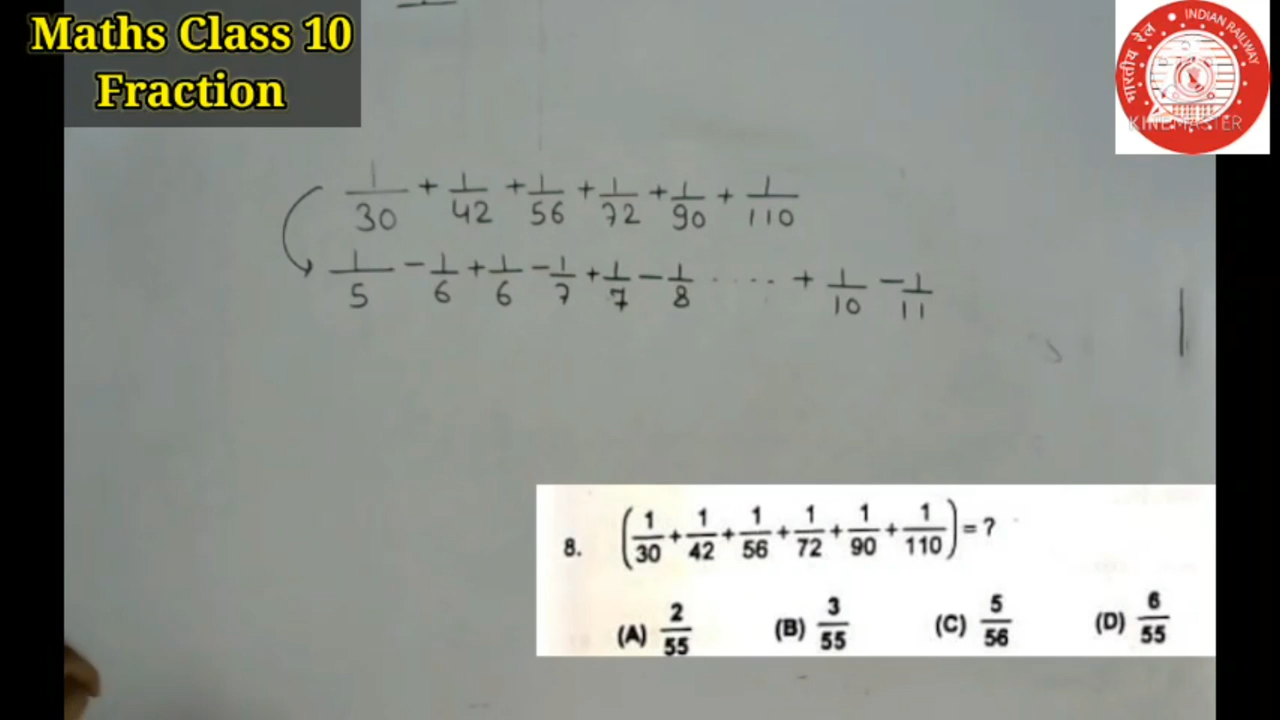 Maths Class 10
Fraction
भारतीय रेल INDIAN RAILWAY
KINEMASTER
1/30 + 1/42 + 1/56 + 1/72 + 1/90 + 1/110
1/5 - 1/6 + 1/6 - 1/7 + 1/7 - 1/8 ..... + 1/10 - 1/11
8. (1/30 + 1/42 + 1/56 + 1/72 + 1/90 + 1/110) = ?
(A) 2/55 (B) 3/55 (C) 5/56 (D) 6/55